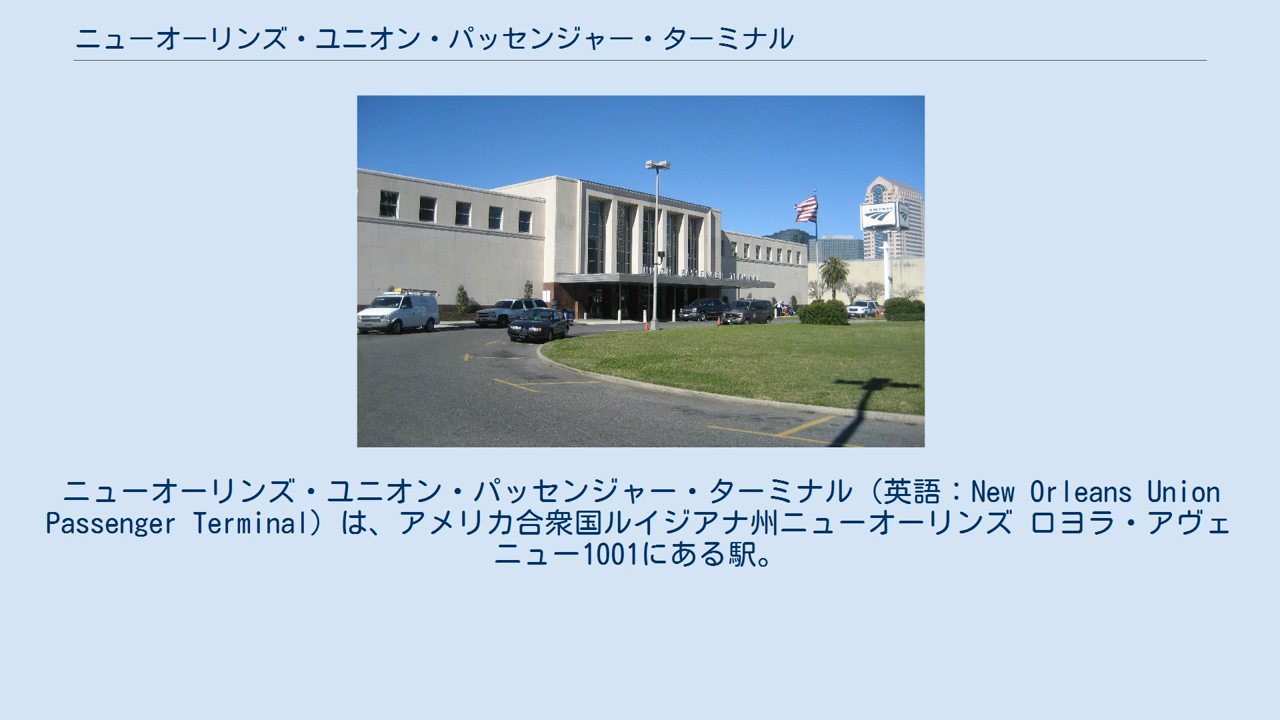 ニューオーリンズ・ユニオン・パッセンジャー・ターミナル
UNION PASSENGER TERMINAL
AMTRAK
ニューオーリンズ・ユニオン・パッセンジャー・ターミナル（英語：New Orleans Union
Passenger Terminal）は、アメリカ合衆国ルイジアナ州ニューオーリンズ ロヨラ・アヴェ
ニュー1001にある駅。